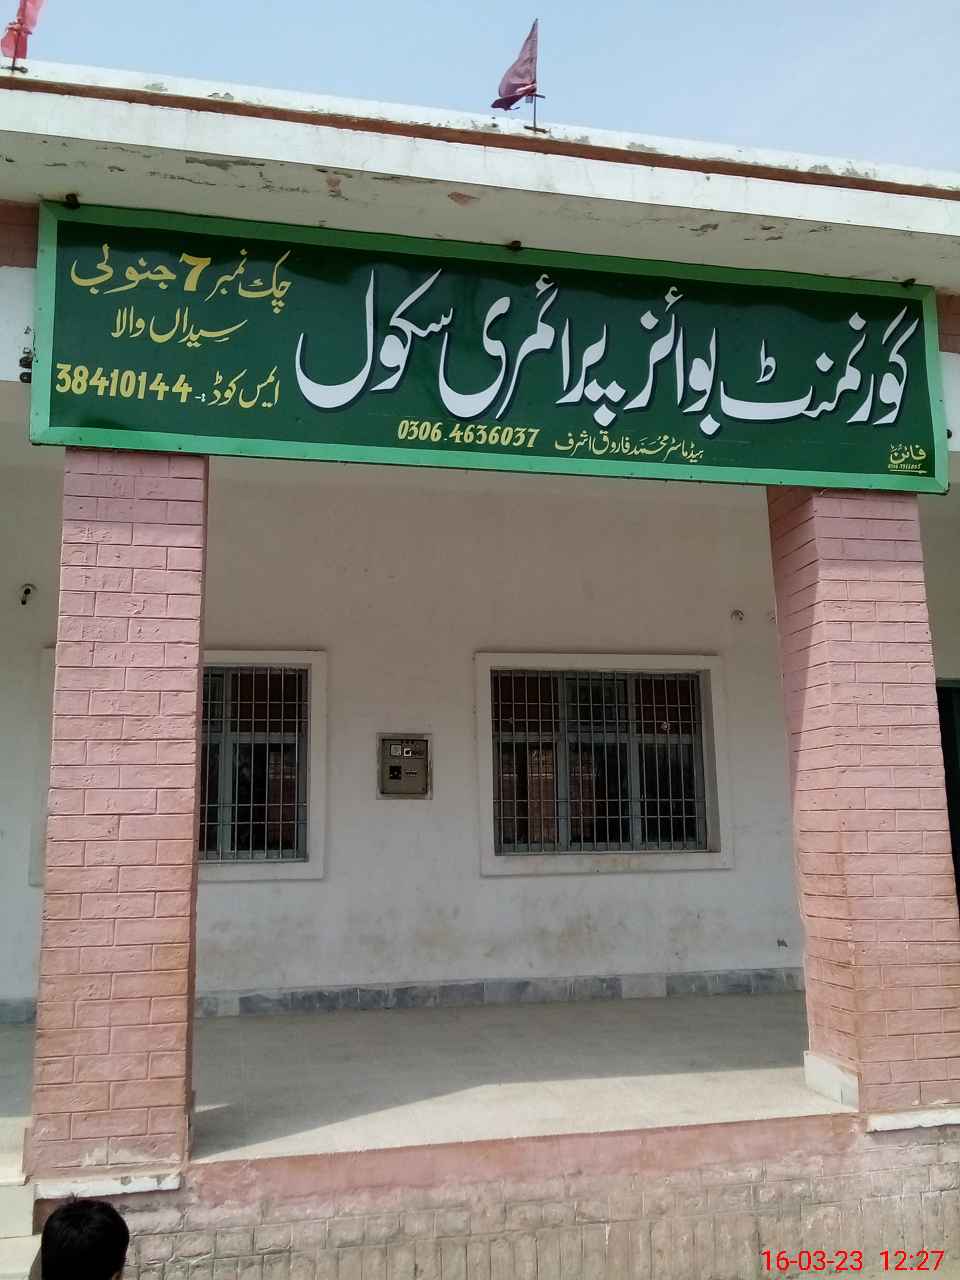 گورنمنٹ بوائز پرائمری سکول
چک نمبر 7 جنوبی
سیداں والا
ایمس کوڈ :- 38410144
ہیڈ ماسٹر محمد فاروق اشرف 0306.4636037
فائن
16-03-23 12:27